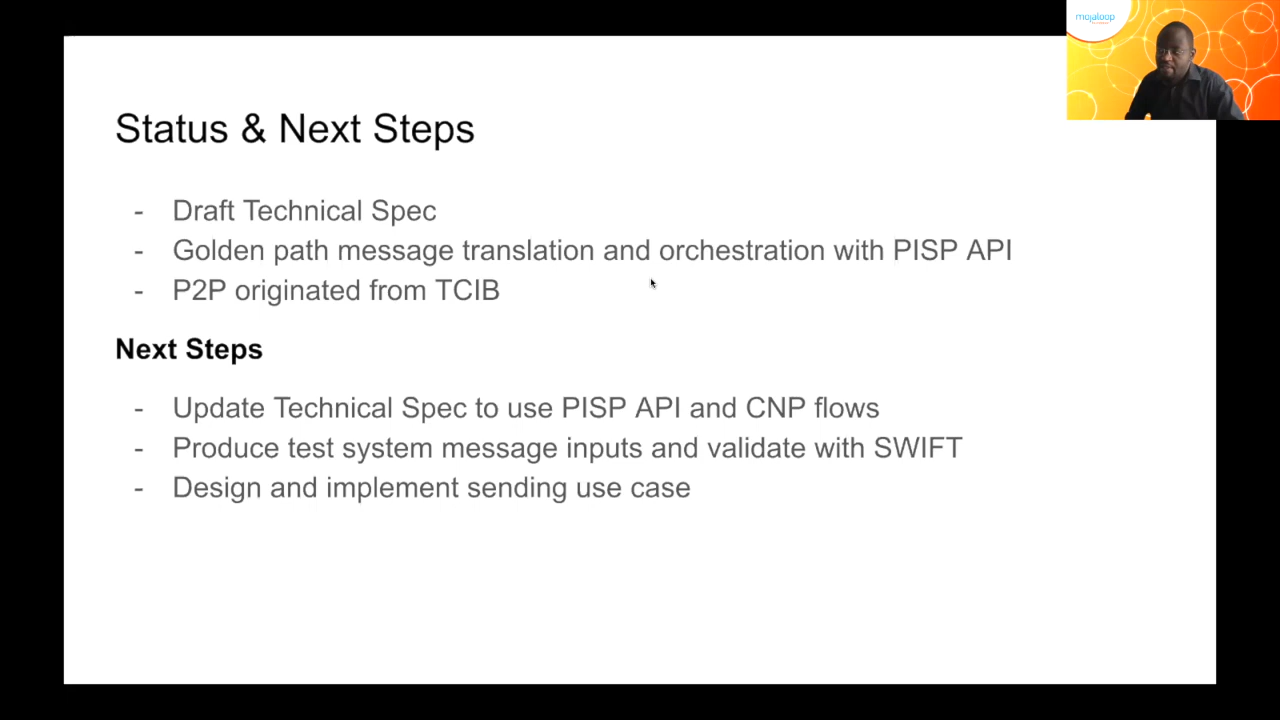 mojaloop
Status & Next Steps
- Draft Technical Spec
- Golden path message translation and orchestration with PISP API
- P2P originated from TCIB
Next Steps
- Update Technical Spec to use PISP API and CNP flows
- Produce test system message inputs and validate with SWIFT
- Design and implement sending use case